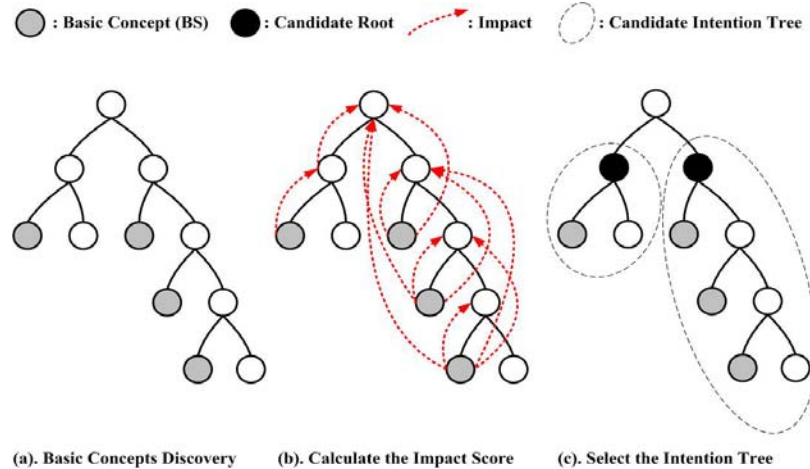 : Basic Concept (BS) : Candidate Root : Impact : Candidate Intention Tree
(a). Basic Concepts Discovery (b). Calculate the Impact Score (c). Select the Intention Tree